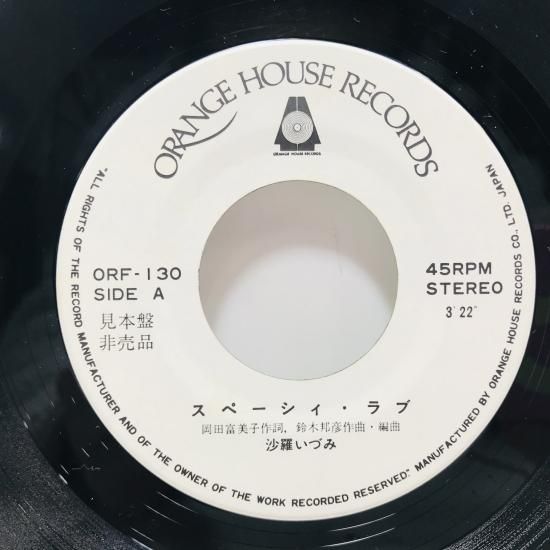 ORANGE HOUSE RECORDS
ORANGE HOUSE RECORDS
ORF-130
SIDE A
見本盤
非売品
45RPM
STEREO
3'22"
スペーシィ・ラブ
岡田富美子作詞, 鈴木邦彦作曲・編曲
沙羅いづみ
"ALL RIGHTS OF THE RECORD MANUFACTURER AND OF THE OWNER OF THE WORK RECORDED RESERVED" MANUFACTURED BY ORANGE HOUSE RECORDS CO., LTD. JAPAN